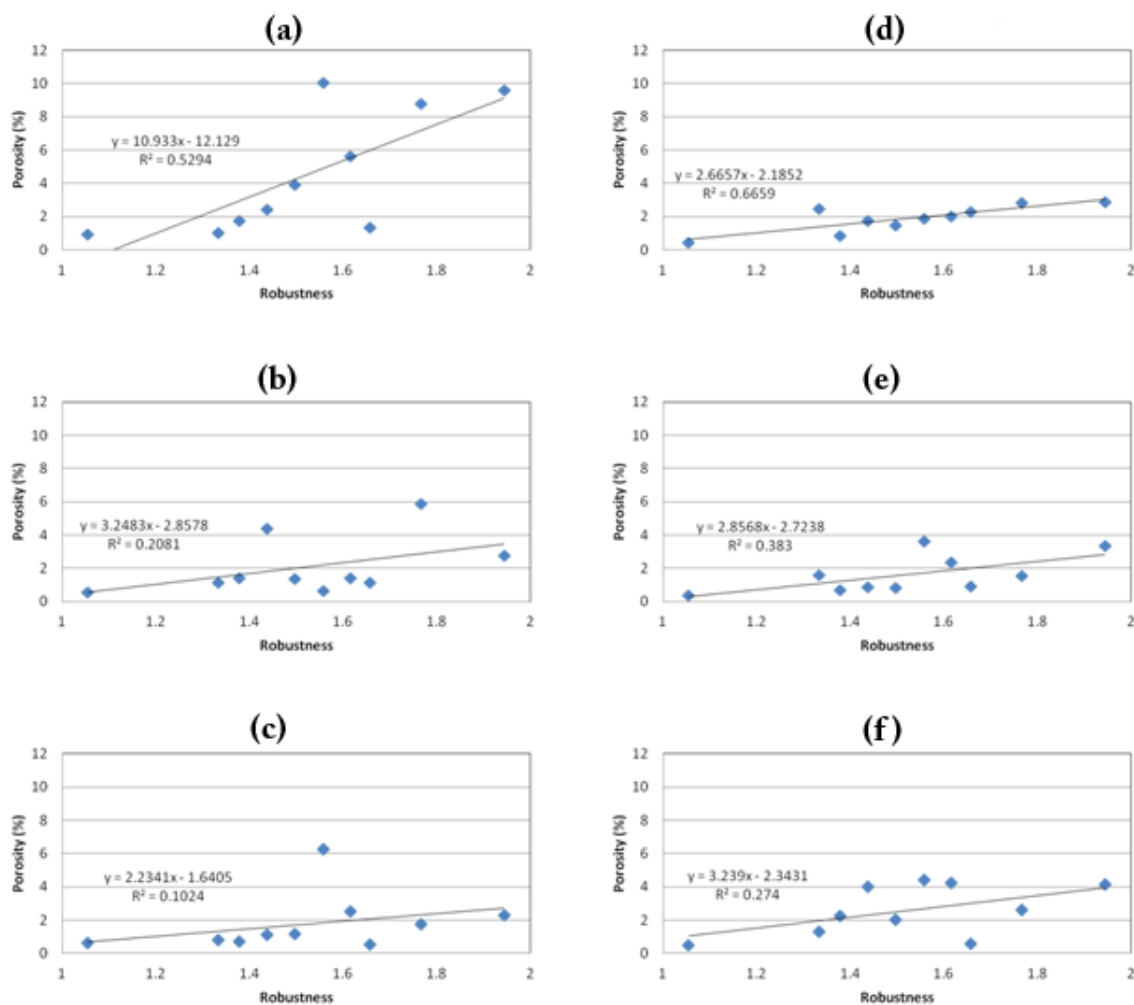 (a)
12
10
8
6
4
2
0
Porosity (%)
y = 10.933x - 12.129
R² = 0.5294
1 1.2 1.4 1.6 1.8 2
Robustness
(d)
12
10
8
6
4
2
0
Porosity (%)
y = 2.6657x - 2.1852
R² = 0.6659
1 1.2 1.4 1.6 1.8 2
Robustness
(b)
12
10
8
6
4
2
0
Porosity (%)
y = 3.2483x - 2.8578
R² = 0.2081
1 1.2 1.4 1.6 1.8 2
Robustness
(e)
12
10
8
6
4
2
0
Porosity (%)
y = 2.8568x - 2.7238
R² = 0.383
1 1.2 1.4 1.6 1.8 2
Robustness
(c)
12
10
8
6
4
2
0
Porosity (%)
y = 2.2341x - 1.6405
R² = 0.1024
1 1.2 1.4 1.6 1.8 2
Robustness
(f)
12
10
8
6
4
2
0
Porosity (%)
y = 3.239x - 2.3431
R² = 0.274
1 1.2 1.4 1.6 1.8 2
Robustness